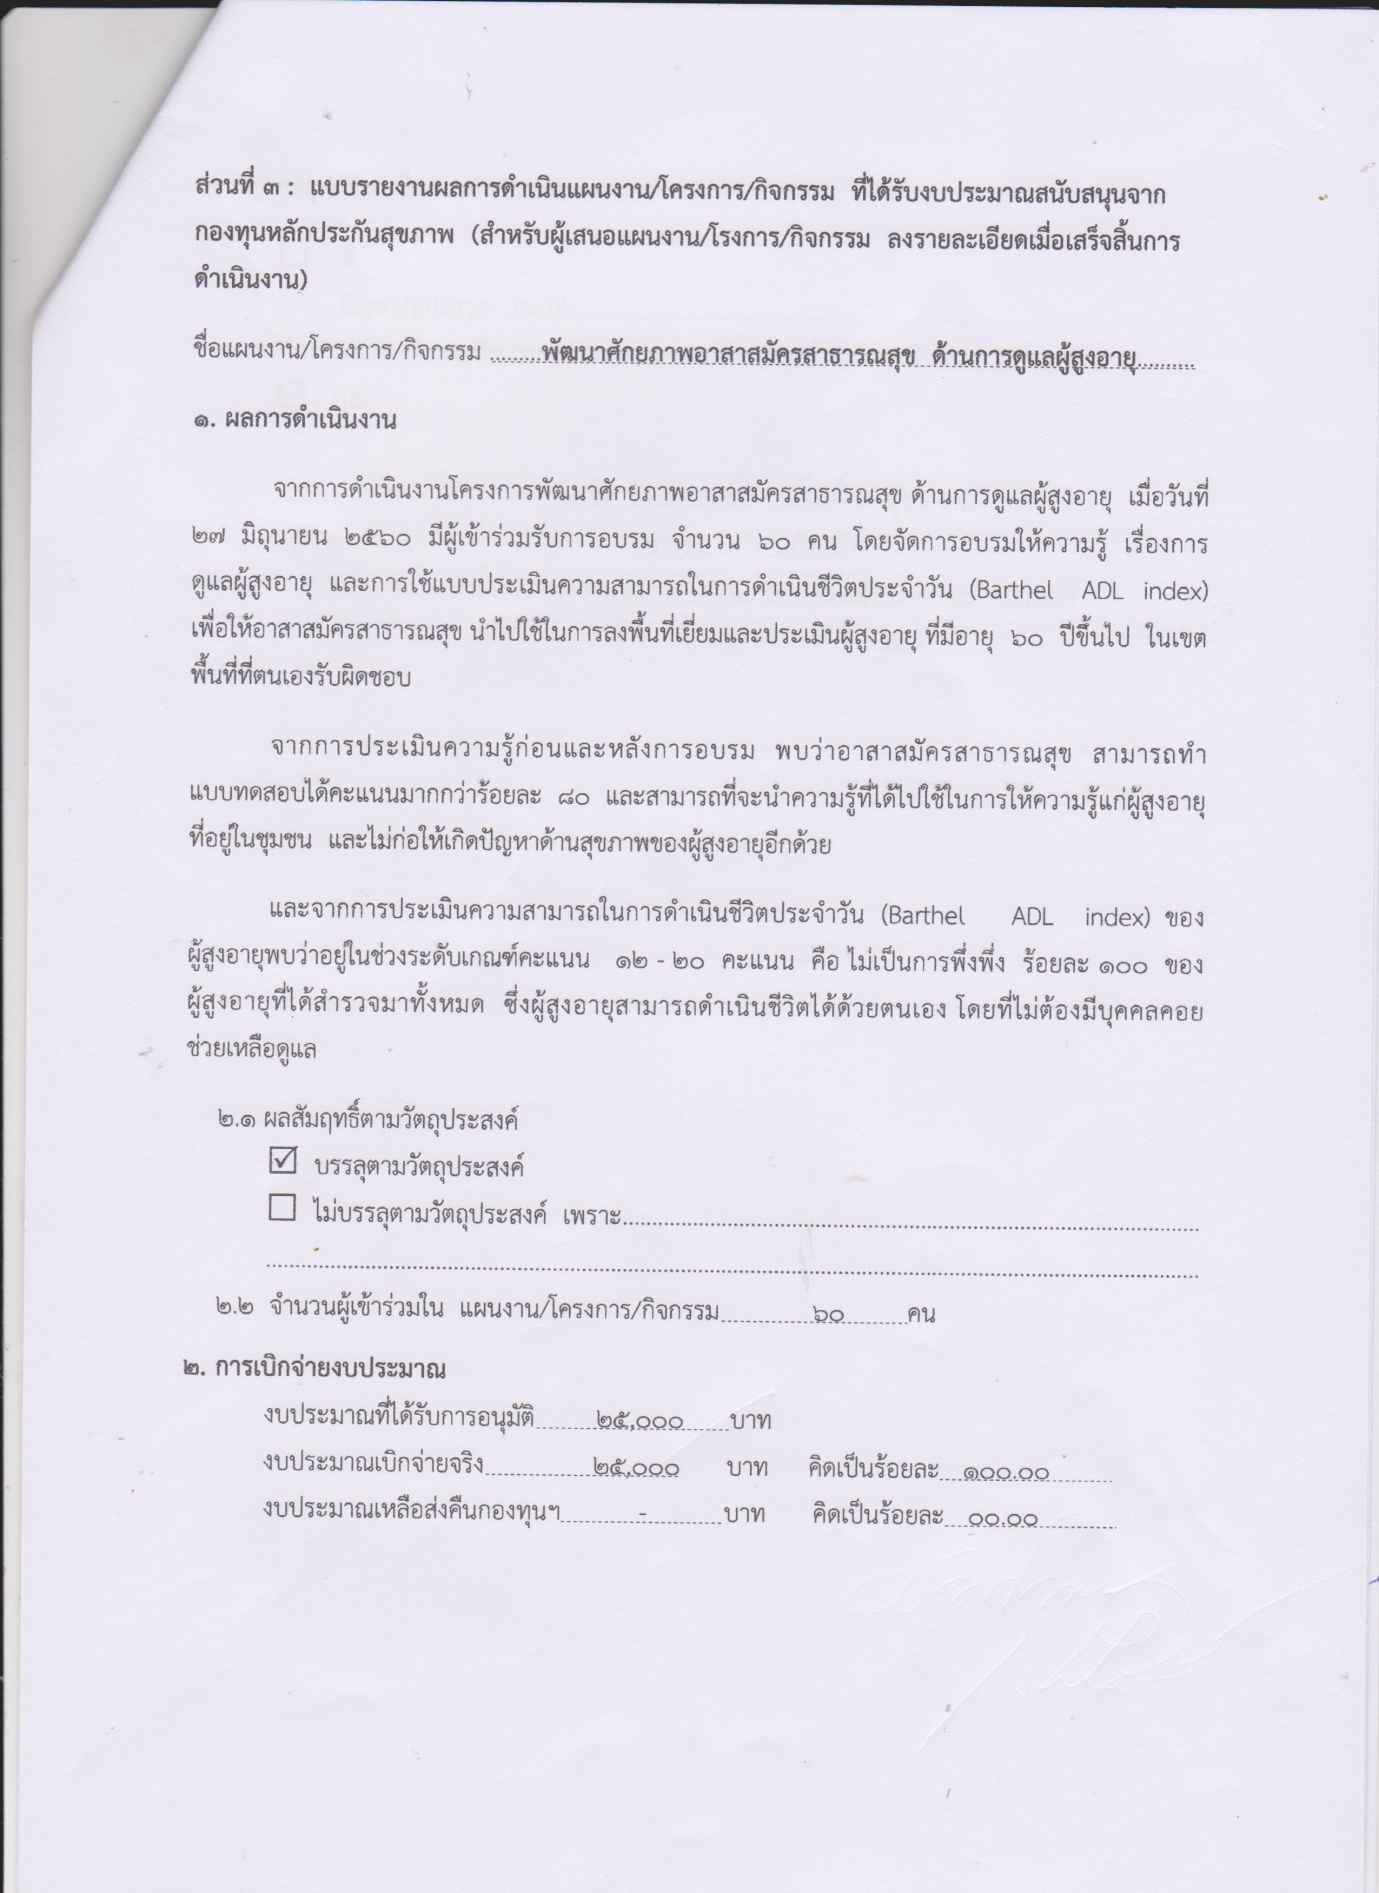 ส่วนที่ ๓ : แบบรายงานผลการดำเนินแผนงาน/โครงการ/กิจกรรม ที่ได้รับงบประมาณสนับสนุนจาก
กองทุนหลักประกันสุขภาพ (สำหรับผู้เสนอแผนงาน/โรงการ/กิจกรรม ลงรายละเอียดเมื่อเสร็จสิ้นการ
ดำเนินงาน)
ชื่อแผนงาน/โครงการ/กิจกรรม .........พัฒนาศักยภาพอาสาสมัครสาธารณสุข ด้านการดูแลผู้สูงอายุ..........
๑. ผลการดำเนินงาน
จากการดำเนินงานโครงการพัฒนาศักยภาพอาสาสมัครสาธารณสุข ด้านการดูแลผู้สูงอายุ เมื่อวันที่
๒๗ มิถุนายน ๒๕๖๐ มีผู้เข้าร่วมรับการอบรม จำนวน ๖๐ คน โดยจัดการอบรมให้ความรู้ เรื่องการ
ดูแลผู้สูงอายุ และการใช้แบบประเมินความสามารถในการดำเนินชีวิตประจำวัน (Barthel ADL index)
เพื่อให้อาสาสมัครสาธารณสุข นำไปใช้ในการลงพื้นที่เยี่ยมและประเมินผู้สูงอายุ ที่มีอายุ ๖๐ ปีขึ้นไป ในเขต
พื้นที่ที่ตนเองรับผิดชอบ
จากการประเมินความรู้ก่อนและหลังการอบรม พบว่าอาสาสมัครสาธารณสุข สามารถทำ
แบบทดสอบได้คะแนนมากกว่าร้อยละ ๘๐ และสามารถที่จะนำความรู้ที่ได้ไปใช้ในการให้ความรู้แก่ผู้สูงอายุ
ที่อยู่ในชุมชน และไม่ก่อให้เกิดปัญหาด้านสุขภาพของผู้สูงอายุอีกด้วย
และจากการประเมินความสามารถในการดำเนินชีวิตประจำวัน (Barthel ADL index) ของ
ผู้สูงอายุพบว่าอยู่ในช่วงระดับเกณฑ์คะแนน ๑๒ - ๒๐ คะแนน คือ ไม่เป็นการพึ่งพึ่ง ร้อยละ ๑๐๐ ของ
ผู้สูงอายุที่ได้สำรวจมาทั้งหมด ซึ่งผู้สูงอายุสามารถดำเนินชีวิตได้ด้วยตนเอง โดยที่ไม่ต้องมีบุคคลคอย
ช่วยเหลือดูแล
๒.๑ ผลสัมฤทธิ์ตามวัตถุประสงค์
☑ บรรลุตามวัตถุประสงค์
☐ ไม่บรรลุตามวัตถุประสงค์ เพราะ..........................................................................
..........................................................................
๒.๒ จำนวนผู้เข้าร่วมใน แผนงาน/โครงการ/กิจกรรม..............๖๐..........คน
๒. การเบิกจ่ายงบประมาณ
งบประมาณที่ได้รับการอนุมัติ.........๒๕,๐๐๐.......บาท
งบประมาณเบิกจ่ายจริง................๒๕,๐๐๐ บาท คิดเป็นร้อยละ...๑๐๐.๐๐.........
งบประมาณเหลือส่งคืนกองทุนฯ............-...........บาท คิดเป็นร้อยละ...๐๐.๐๐...........